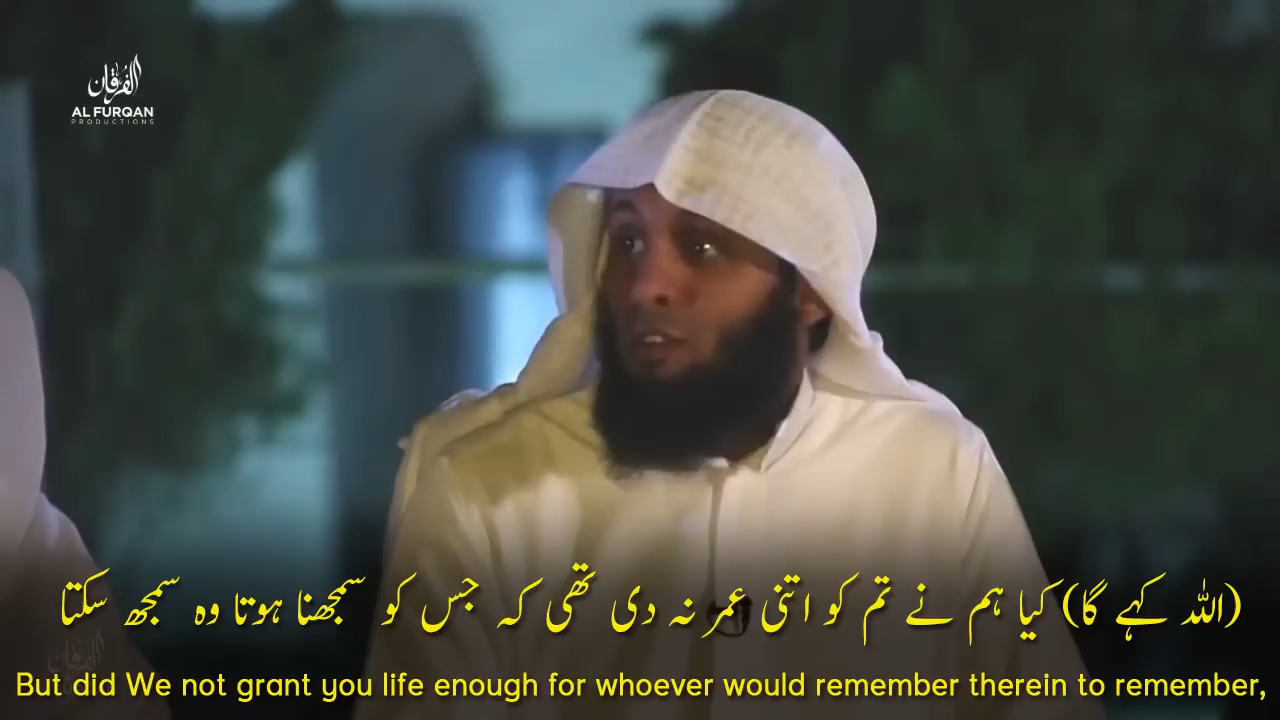 الفرقان
AL FURQAN
PRODUCTIONS
(اللہ کہے گا) کیا ہم نے تم کو اتنی عمر نہ دی تھی کہ جس کو سمجھنا ہوتا وہ سمجھ سکتا
الفرقان
But did We not grant you life enough for whoever would remember therein to remember,